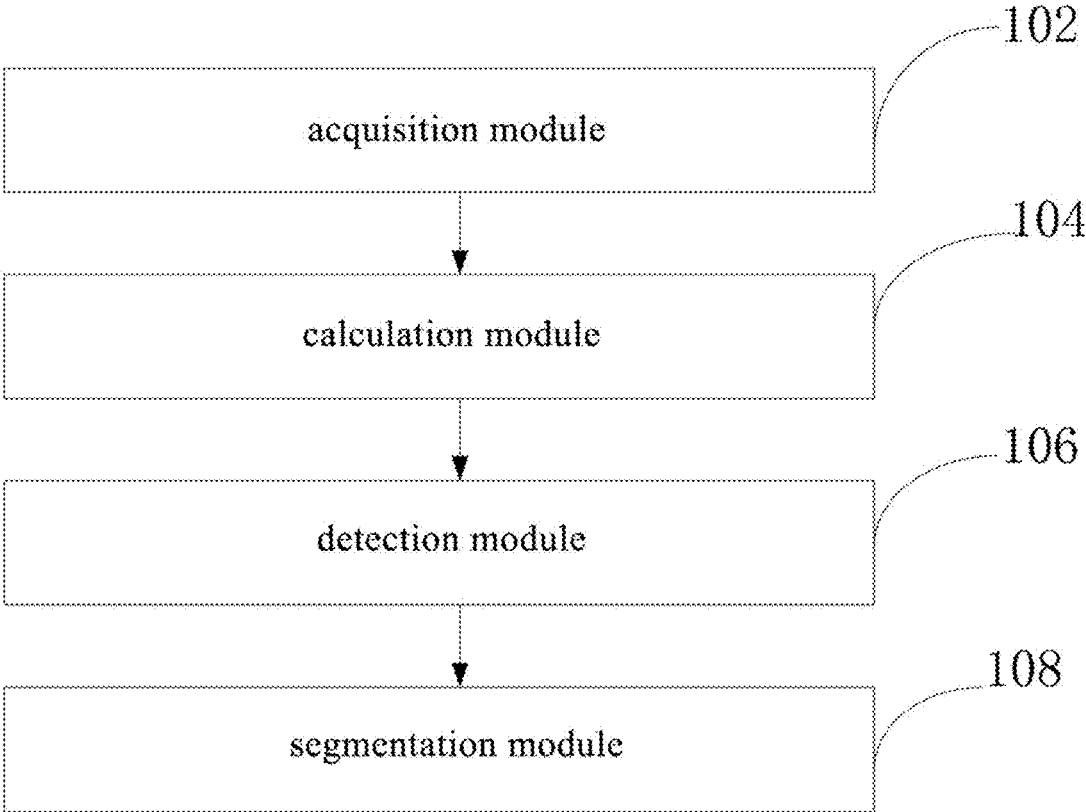 102
acquisition module
104
calculation module
106
detection module
108
segmentation module